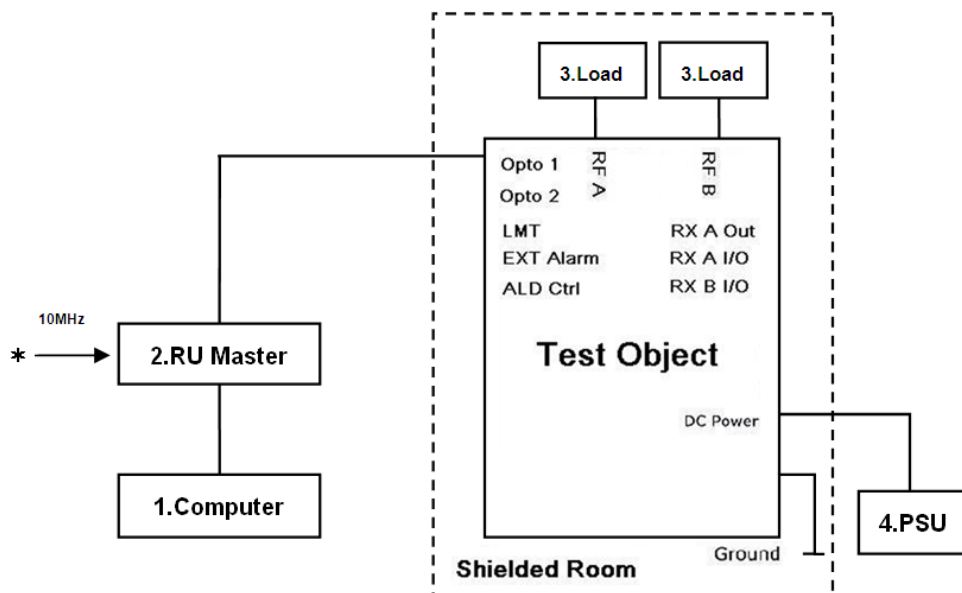 3.Load
3.Load
Opto 1
RF A
RF B
Opto 2
LMT
RX A Out
EXT Alarm
RX A I/O
ALD Ctrl
RX B I/O
10MHz
*
2.RU Master
Test Object
DC Power
1.Computer
4.PSU
Ground
Shielded Room